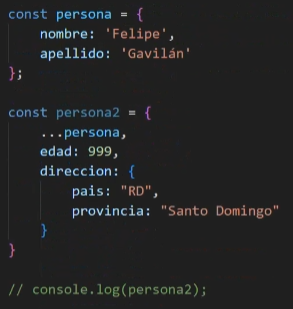 const persona = {
    nombre: 'Felipe',
    apellido: 'Gavilán'
};

const persona2 = {
    ...persona,
    edad: 999,
    direccion: {
        pais: "RD",
        provincia: "Santo Domingo"
    }
}

// console.log(persona2);